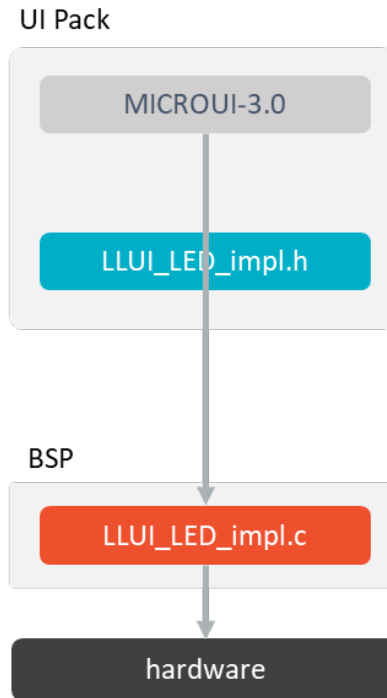 UI Pack
MICROUI-3.0
LLUI_LED_impl.h
BSP
LLUI_LED_impl.c
hardware